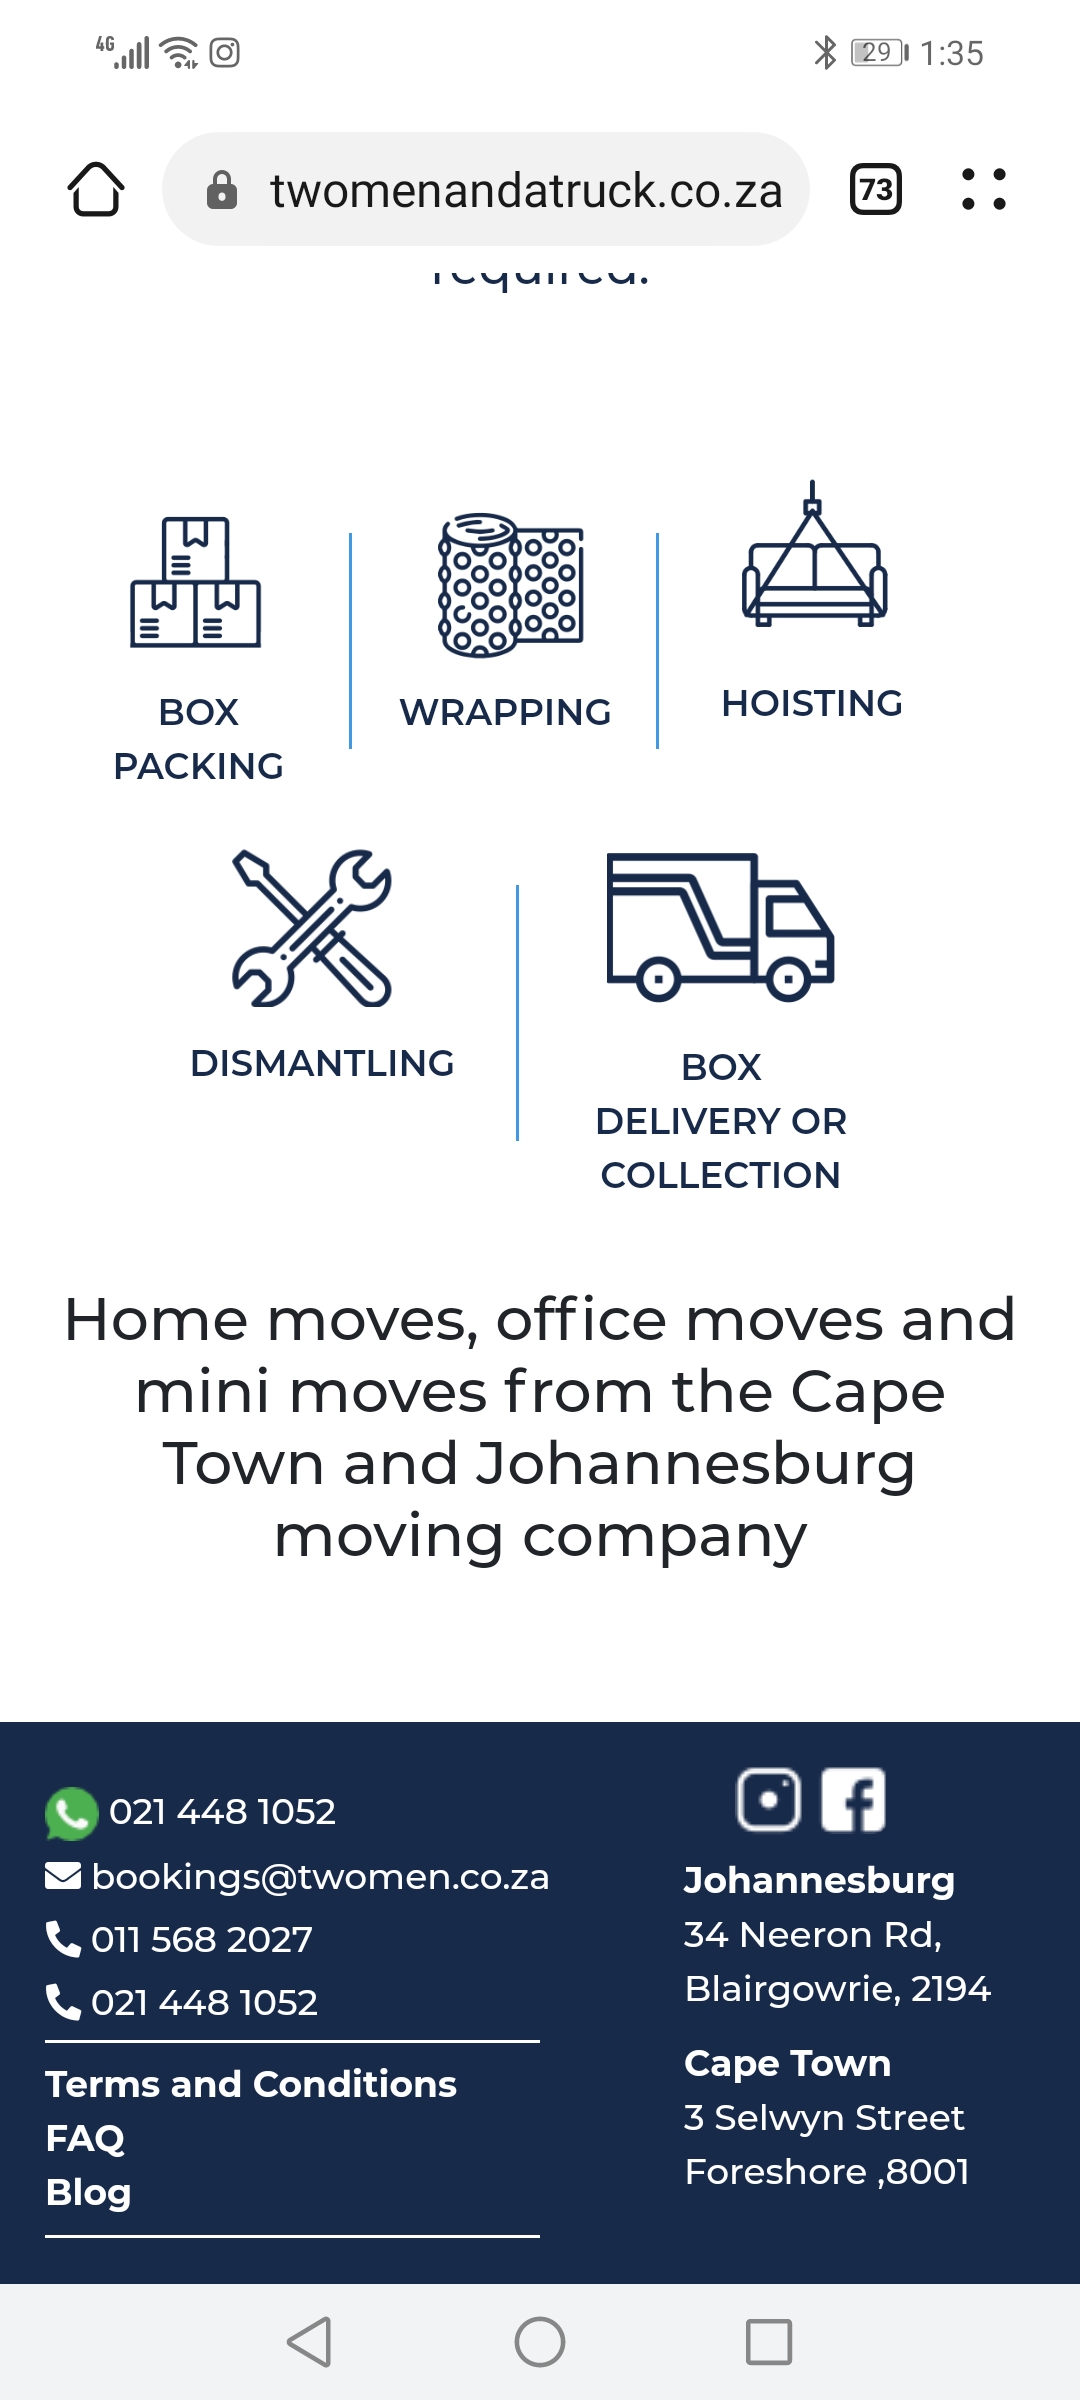 4G
29
1:35
twomenandatruck.co.za
73
required.
BOX
PACKING
WRAPPING
HOISTING
DISMANTLING
BOX
DELIVERY OR
COLLECTION
Home moves, office moves and
mini moves from the Cape
Town and Johannesburg
moving company
021 448 1052
bookings@twomen.co.za
011 568 2027
021 448 1052
Terms and Conditions
FAQ
Blog
Johannesburg
34 Neeron Rd,
Blairgowrie, 2194
Cape Town
3 Selwyn Street
Foreshore ,8001